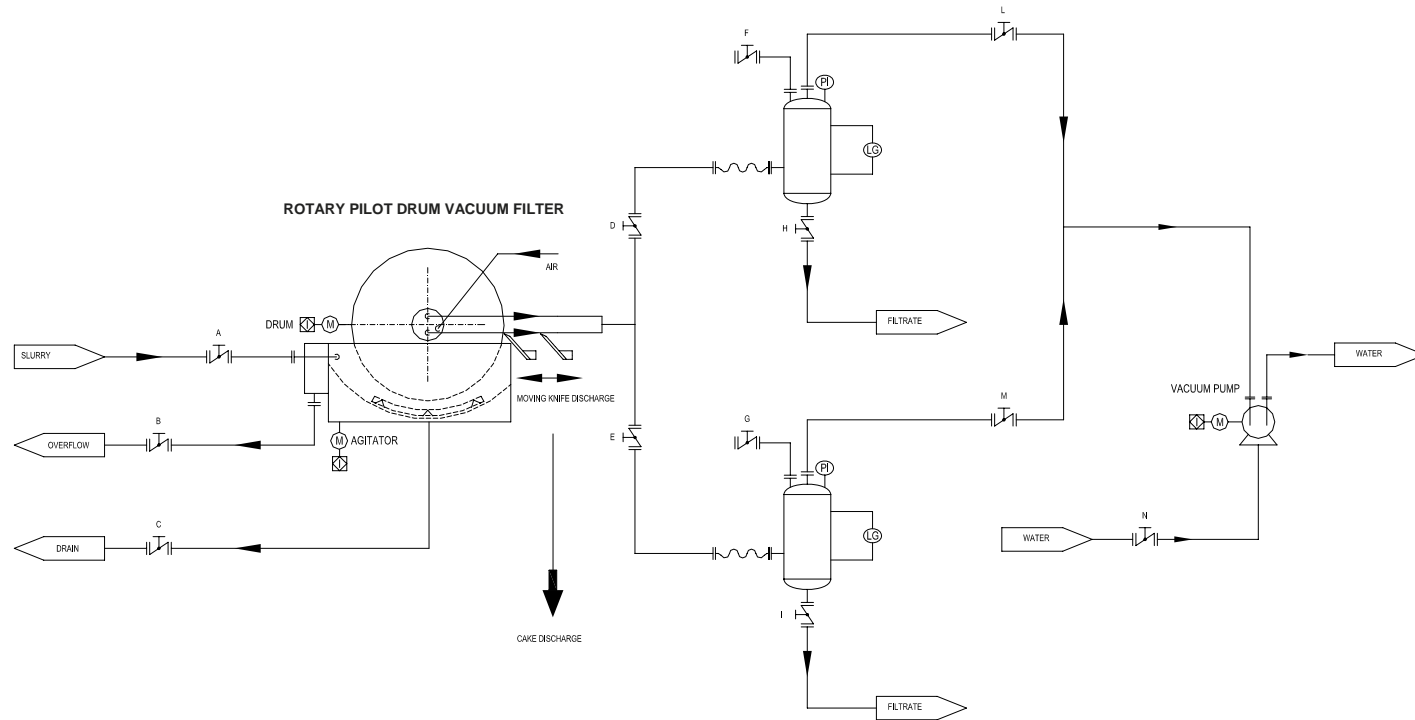 L
F
PI
LG
ROTARY PILOT DRUM VACUUM FILTER
D
H
AIR
DRUM
M
A
FILTRATE
SLURRY
WATER
VACUUM PUMP
MOVING KNIFE DISCHARGE
M
M
B
G
E
OVERFLOW
M
AGITATOR
PI
C
LG
N
DRAIN
WATER
I
CAKE DISCHARGE
FILTRATE